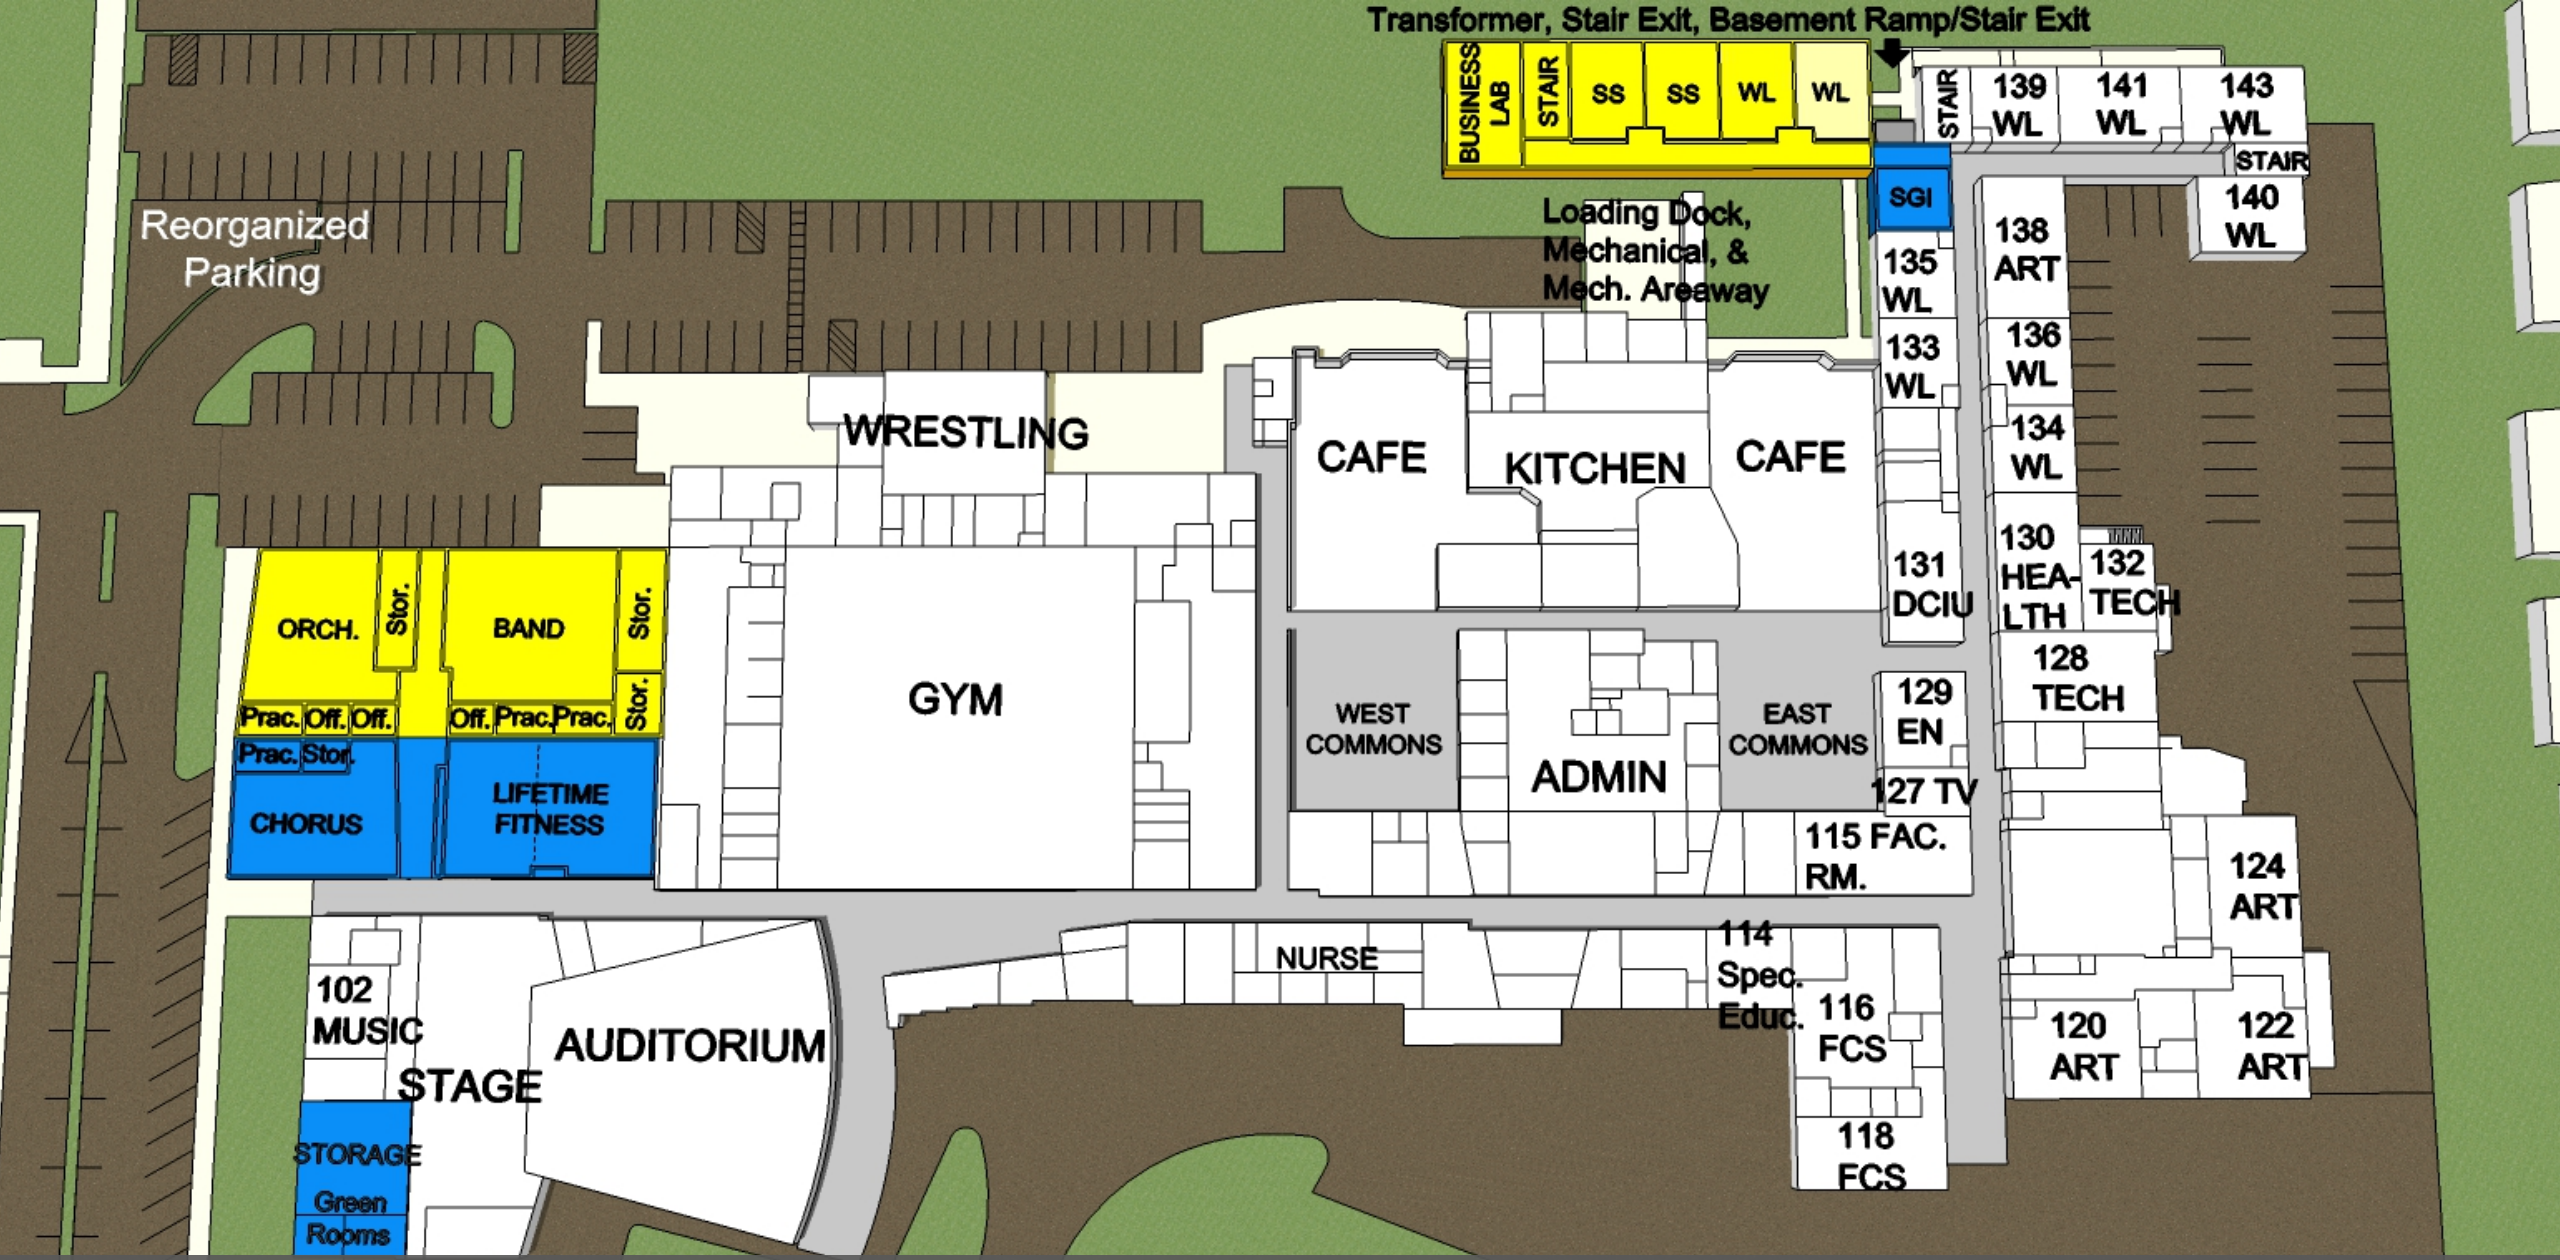 Transformer, Stair Exit, Basement Ramp/Stair Exit
BUSINESS
LAB
STAIR
SS
SS
WL
WL
STAIR
139
WL
141
WL
143
WL
STAIR
140
WL
SGI
138
ART
Reorganized
Parking
Loading Dock,
Mechanical, &
Mech. Areaway
135
WL
133
WL
136
WL
134
WL
WRESTLING
CAFE
KITCHEN
CAFE
131
DCIU
130
HEA-
LTH
132
TECH
128
TECH
ORCH.
Stor.
BAND
Stor.
Stor.
Prac.
Off.
Off.
Off.
Prac.
Prac.
Prac.
Stor.
CHORUS
LIFETIME
FITNESS
GYM
WEST
COMMONS
ADMIN
EAST
COMMONS
129
EN
127 TV
115 FAC.
RM.
124
ART
102
MUSIC
STAGE
AUDITORIUM
NURSE
114
Spec.
Educ.
116
FCS
118
FCS
120
ART
122
ART
STORAGE
Green
Rooms